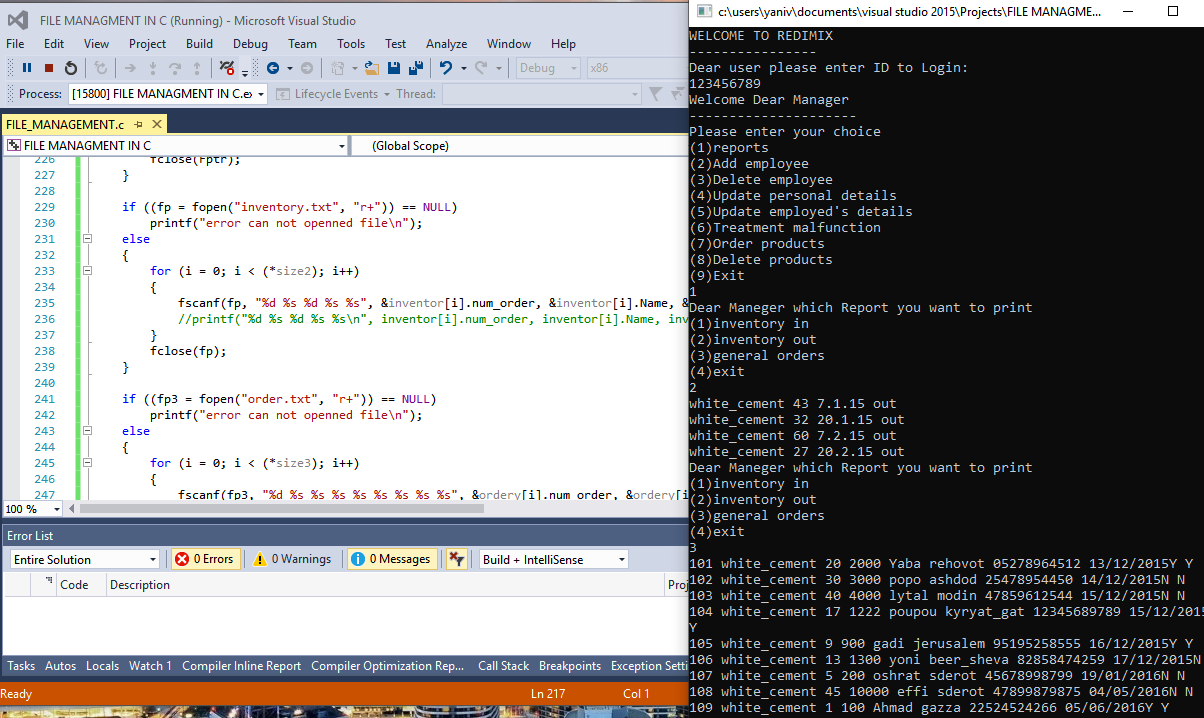 FILE MANAGMENT IN C (Running) - Microsoft Visual Studio
File Edit View Project Build Debug Team Tools Test Analyze Window Help
Debug x86
Process: [15800] FILE MANAGMENT IN C.ex Lifecycle Events Thread:
FILE_MANAGEMENT.c
FILE MANAGMENT IN C (Global Scope)
226 fclose(Fptr);
227 }
228
229 if ((fp = fopen("inventory.txt", "r+")) == NULL)
230 printf("error can not openned file\n");
231 else
232 {
233 for (i = 0; i < (*size2); i++)
234 {
235 fscanf(fp, "%d %s %d %s %s", &inventor[i].num_order, &inventor[i].Name, &
236 //printf("%d %s %d %s %s\n", inventor[i].num_order, inventor[i].Name, inv
237 }
238 fclose(fp);
239 }
240
241 if ((fp3 = fopen("order.txt", "r+")) == NULL)
242 printf("error can not openned file\n");
243 else
244 {
245 for (i = 0; i < (*size3); i++)
246 {
247 fscanf(fp3, "%d %s %s %s %s %s %s %s %s", &ordery[i].num_order, &ordery[i
100 %
Error List
Entire Solution 0 Errors 0 Warnings 0 Messages Build + IntelliSense
Code Description Proj
Tasks Autos Locals Watch 1 Compiler Inline Report Compiler Optimization Rep... Call Stack Breakpoints Exception Setti
Ready Ln 217 Col 1
c:\users\yaniv\documents\visual studio 2015\Projects\FILE MANAGME...
WELCOME TO REDIMIX
----------------
Dear user please enter ID to Login:
123456789
Welcome Dear Manager
---------------------
Please enter your choice
(1)reports
(2)Add employee
(3)Delete employee
(4)Update personal details
(5)Update employed's details
(6)Treatment malfunction
(7)Order products
(8)Delete products
(9)Exit
1
Dear Maneger which Report you want to print
(1)inventory in
(2)inventory out
(3)general orders
(4)exit
2
white_cement 43 7.1.15 out
white_cement 32 20.1.15 out
white_cement 60 7.2.15 out
white_cement 27 20.2.15 out
Dear Maneger which Report you want to print
(1)inventory in
(2)inventory out
(3)general orders
(4)exit
3
101 white_cement 20 2000 Yaba rehovot 05278964512 13/12/2015Y Y
102 white_cement 30 3000 popo ashdod 25478954450 14/12/2015N N
103 white_cement 40 4000 lytal modin 47859612544 15/12/2015N N
104 white_cement 17 1222 poupou kyryat_gat 12345689789 15/12/2015
Y
105 white_cement 9 900 gadi jerusalem 95195258555 16/12/2015Y Y
106 white_cement 13 1300 yoni beer_sheva 82858474259 17/12/2015N
107 white_cement 5 200 oshrat sderot 45678998799 19/01/2016N N
108 white_cement 45 10000 effi sderot 47899879875 04/05/2016N N
109 white_cement 1 100 Ahmad gazza 22524524266 05/06/2016Y Y